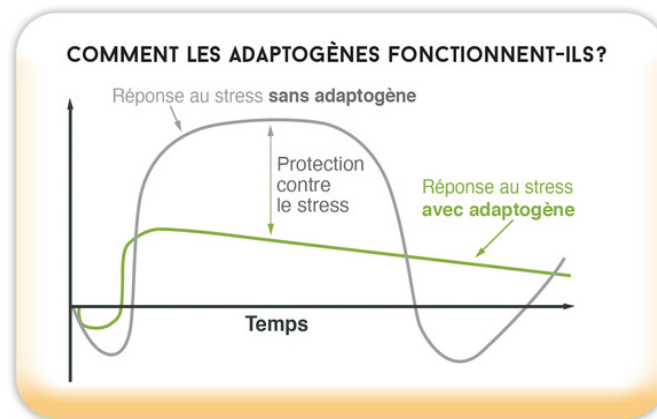 COMMENT LES ADAPTOGÈNES FONCTIONNENT-ILS?
Réponse au stress sans adaptogène
Protection
contre
le stress
Réponse au stress
avec adaptogène
Temps